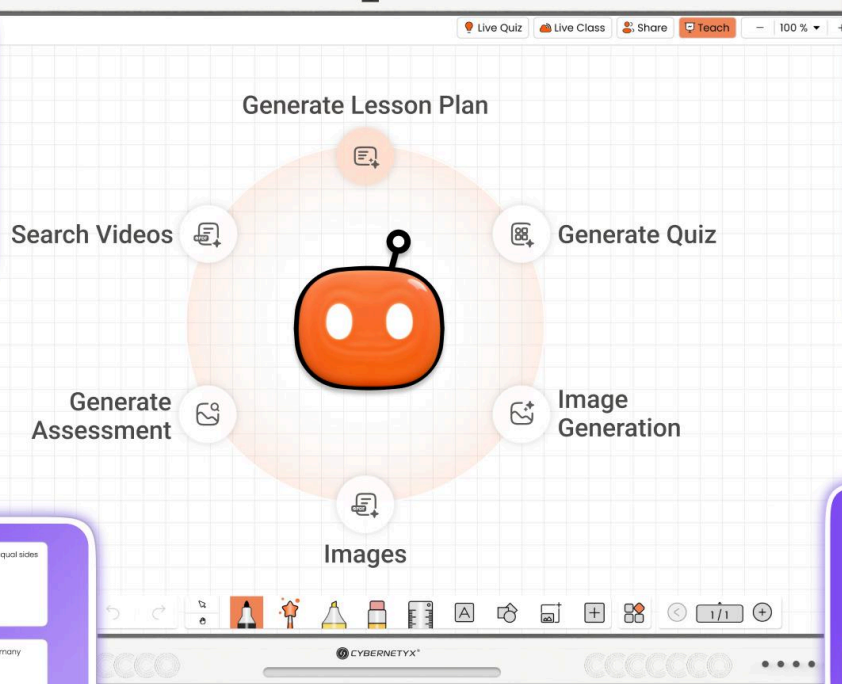 Live Quiz
Live Class
Share
Teach
100 %
Generate Lesson Plan
Search Videos
Generate Quiz
Generate
Assessment
Image
Generation
Images
qual sides
many
A
1/1
CYBERNETYX